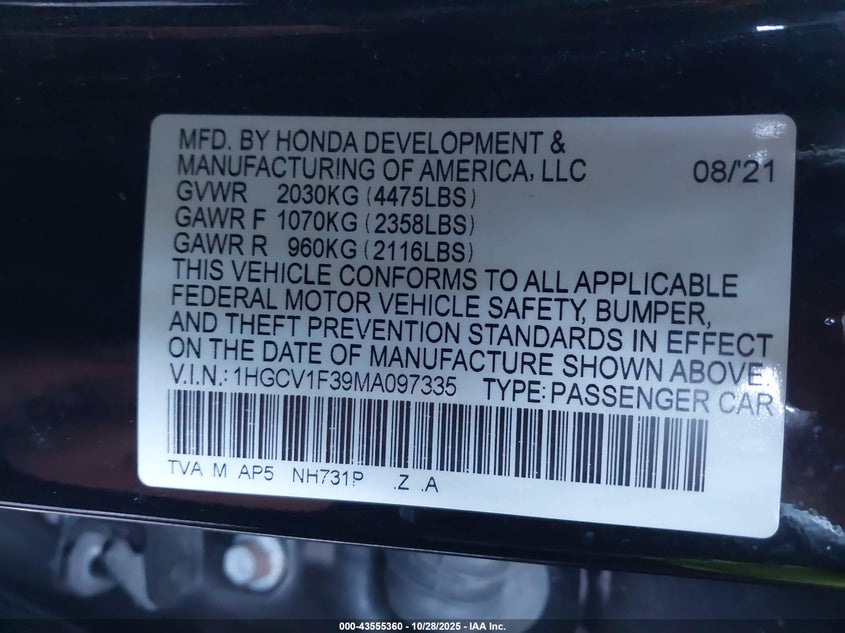 MFD. BY HONDA DEVELOPMENT &
MANUFACTURING OF AMERICA, LLC 08/'21
GVWR 2030KG (4475LBS)
GAWR F 1070KG (2358LBS)
GAWR R 960KG (2116LBS)
THIS VEHICLE CONFORMS TO ALL APPLICABLE
FEDERAL MOTOR VEHICLE SAFETY, BUMPER,
AND THEFT PREVENTION STANDARDS IN EFFECT
ON THE DATE OF MANUFACTURE SHOWN ABOVE.
V.I.N.: 1HGCV1F39MA097335 TYPE: PASSENGER CAR
TVA M AP5 NH731P .Z .A
000-43555360 | 10/28/2025 | IAA Inc.